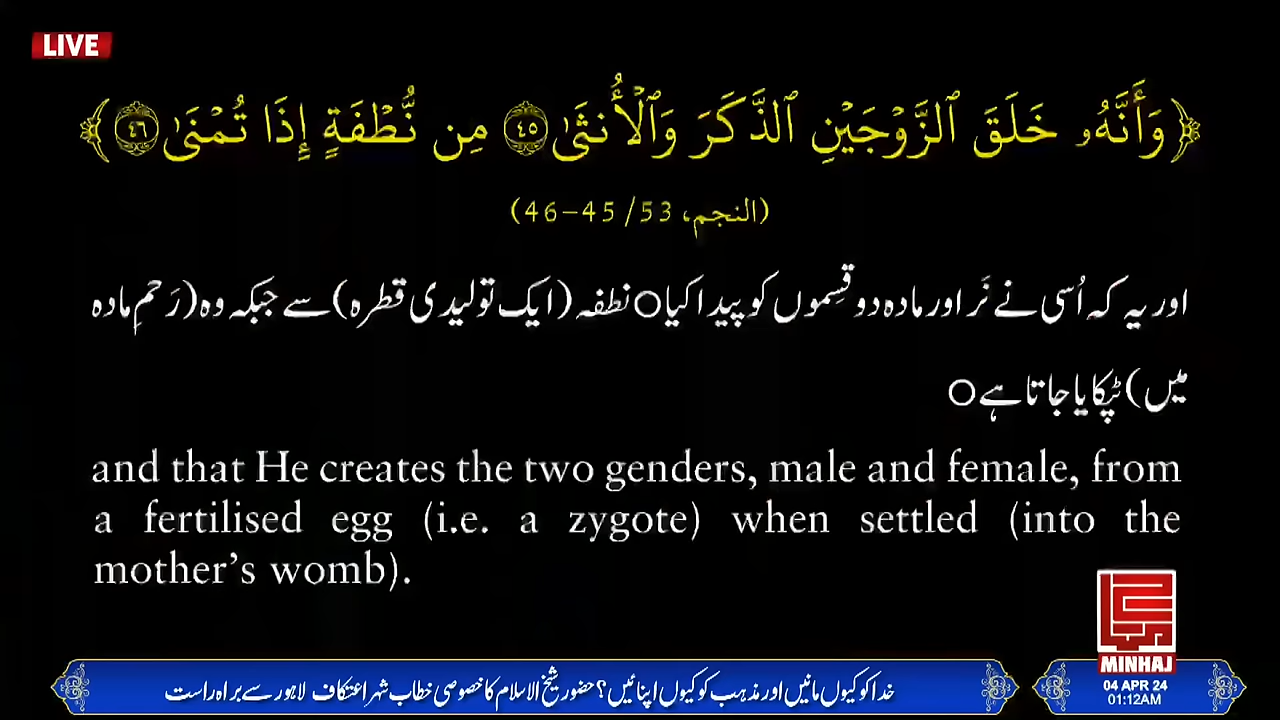 LIVE
﴿وَأَنَّهُۥ خَلَقَ ٱلزَّوْجَيْنِ ٱلذَّكَرَ وَٱلْأُنثَىٰ ۝٤٥ مِن نُّطْفَةٍ إِذَا تُمْنَىٰ ۝٤٦﴾
(النجم، 53/45–46)
اور یہ کہ اُسی نے نَر اور مادہ دو قِسموں کو پیدا کیا○ نطفہ (ایک تولیدی قطرہ) سے جبکہ وہ (رَحمِ مادہ
میں) ٹپکایا جاتا ہے○
and that He creates the two genders, male and female, from
a fertilised egg (i.e. a zygote) when settled (into the
mother's womb).
MINHAJ
خدا کو کیوں مانیں اور مذہب کو کیوں اپنائیں؟ حضور شیخ الاسلام کا خصوصی خطاب شہر اعتکاف لاہور سے براہ راست
04 APR 24
01:12AM